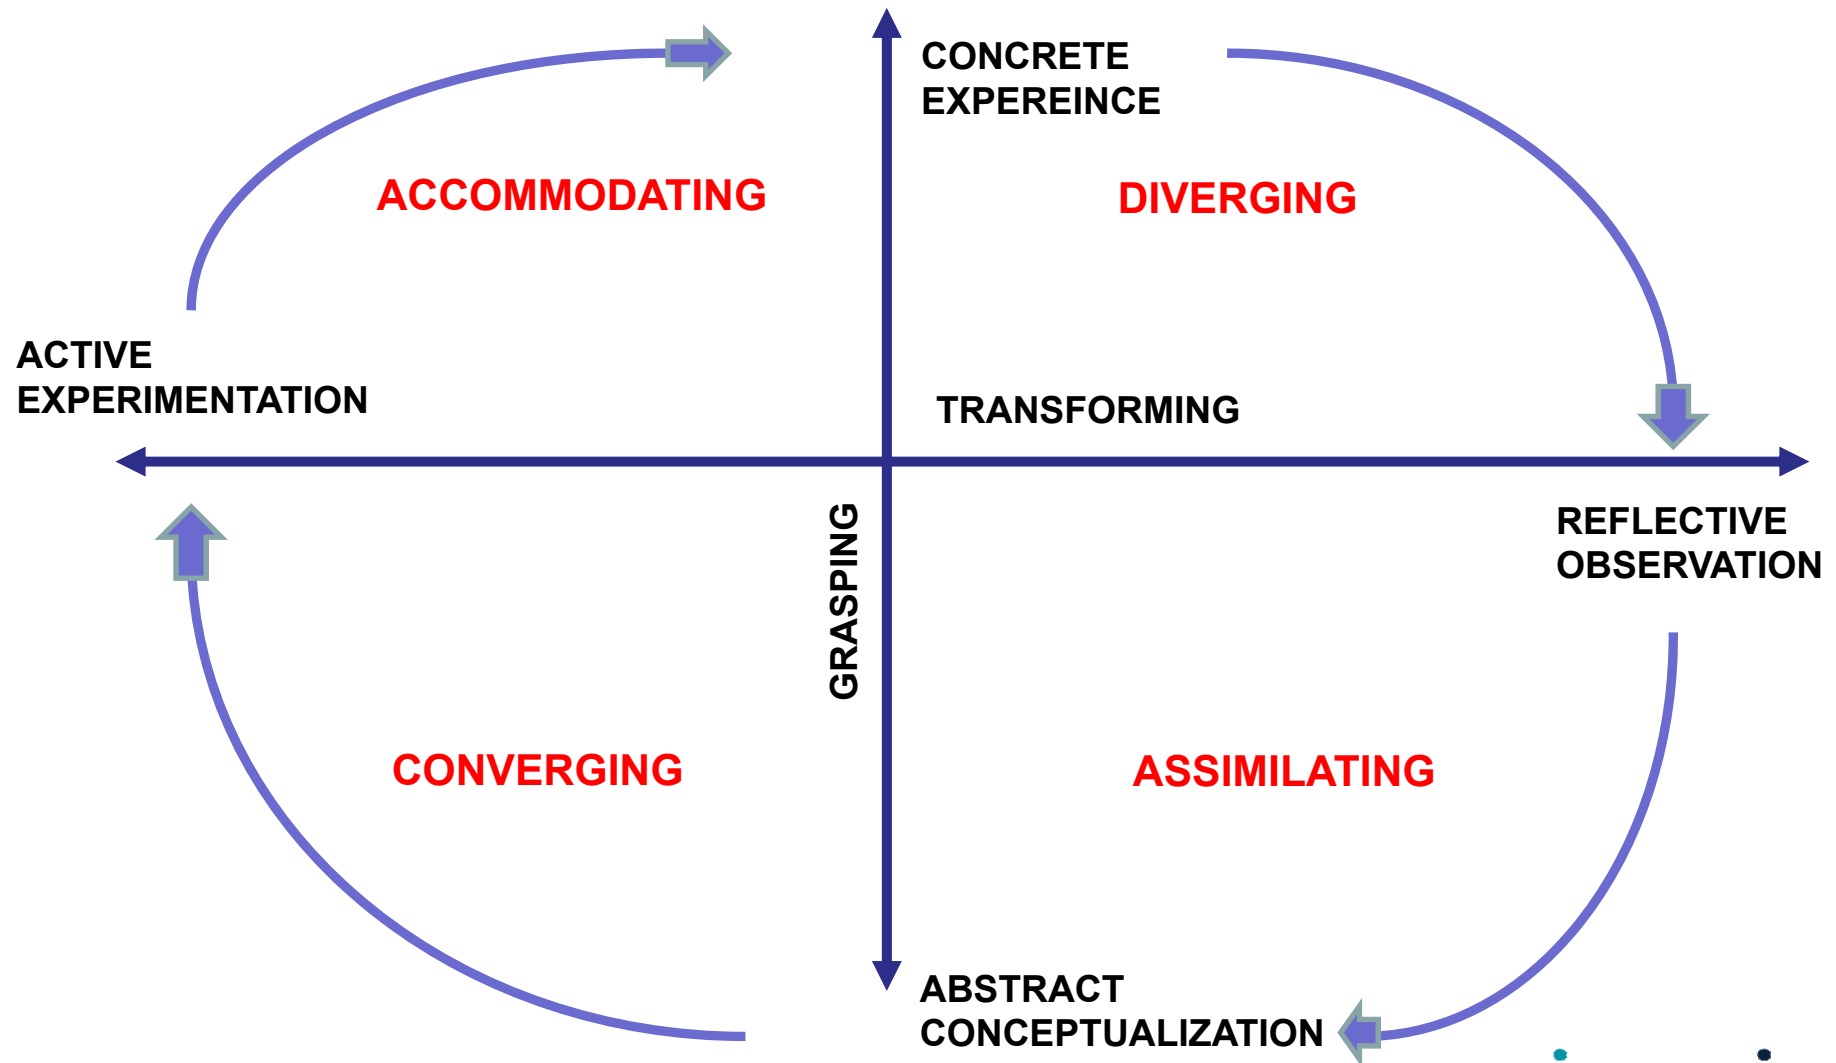 CONCRETE
EXPEREINCE
ACCOMMODATING
DIVERGING
ACTIVE
EXPERIMENTATION
TRANSFORMING
GRASPING
REFLECTIVE
OBSERVATION
CONVERGING
ASSIMILATING
ABSTRACT
CONCEPTUALIZATION